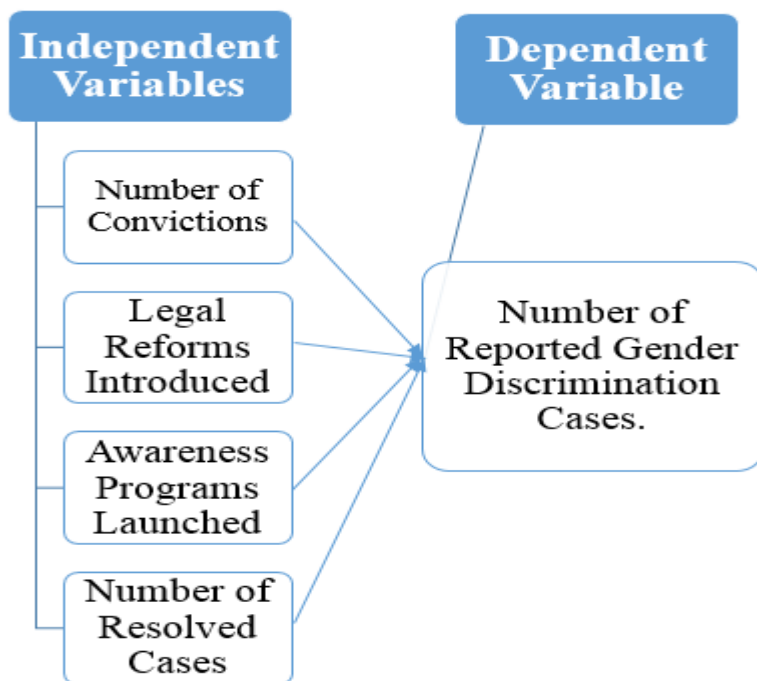 Independent
Variables
Number of
Convictions
Legal
Reforms
Introduced
Awareness
Programs
Launched
Number of
Resolved
Cases
Dependent
Variable
Number of
Reported Gender
Discrimination
Cases.